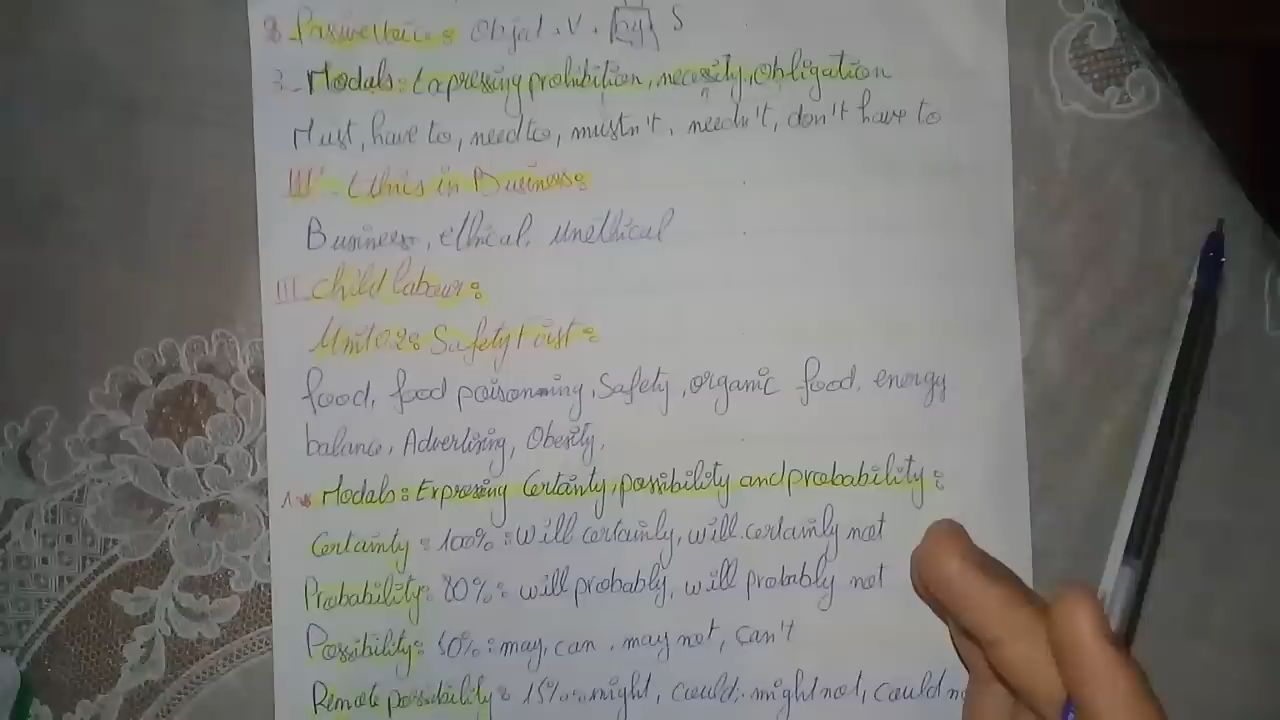 Passive voice: Object. V. by S
3- Modals: Expressing prohibition, necessity, obligation
Must, have to, need to, mustn't, needn't, don't have to
Ethics in Business:
Business, ethical, unethical
III. Child labour:
Unit 02: Safety First:
food, food poisonning, Safety, organic food, energy
balance, Advertising, Obesity.
1- Modals: Expressing Certainty, possibility and probability:
Certainty: 100%: will certainly, will certainly not
Probability: 80%: will probably, will probably not
Possibility: 50%: may, can, may not, can't
Remote possibility: 15%: might, could, might not, could